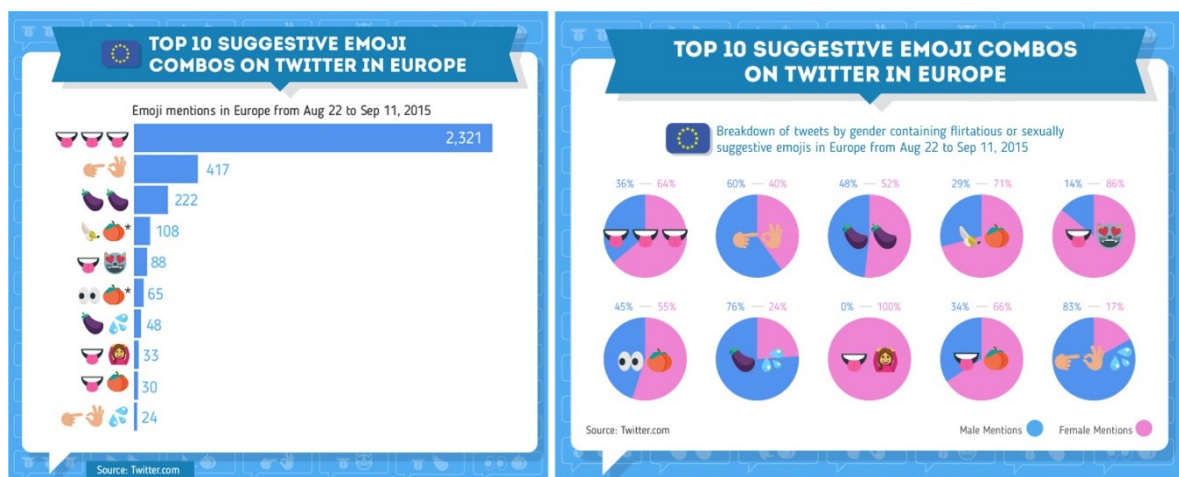 TOP 10 SUGGESTIVE EMOJI
COMBOS ON TWITTER IN EUROPE
Emoji mentions in Europe from Aug 22 to Sep 11, 2015
2,321
417
222
* 108
88
* 65
48
33
30
24
Source: Twitter.com
TOP 10 SUGGESTIVE EMOJI COMBOS
ON TWITTER IN EUROPE
Breakdown of tweets by gender containing flirtatious or sexually
suggestive emojis in Europe from Aug 22 to Sep 11, 2015
36% — 64% 60% — 40% 48% — 52% 29% — 71% 14% — 86%
45% — 55% 76% — 24% 0% — 100% 34% — 66% 83% — 17%
Source: Twitter.com Male Mentions Female Mentions